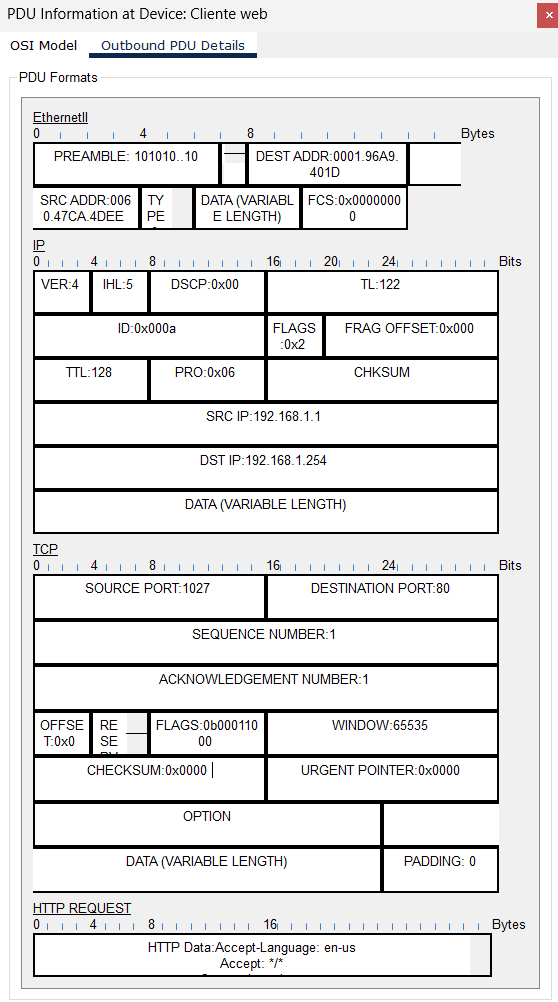 PDU Information at Device: Cliente web
×
OSI Model Outbound PDU Details
PDU Formats
EthernetII
0 4 8 Bytes
PREAMBLE: 101010..10 DEST ADDR:0001.96A9.
401D
SRC ADDR:006 TY DATA (VARIABL FCS:0x0000000
0.47CA.4DEE PE E LENGTH) 0
IP
0 4 8 16 20 24 Bits
VER:4 IHL:5 DSCP:0x00 TL:122
ID:0x000a FLAGS FRAG OFFSET:0x000
:0x2
TTL:128 PRO:0x06 CHKSUM
SRC IP:192.168.1.1
DST IP:192.168.1.254
DATA (VARIABLE LENGTH)
TCP
0 4 8 16 24 Bits
SOURCE PORT:1027 DESTINATION PORT:80
SEQUENCE NUMBER:1
ACKNOWLEDGEMENT NUMBER:1
OFFSE RE FLAGS:0b000110 WINDOW:65535
T:0x0 SE 00
RV
CHECKSUM:0x0000 URGENT POINTER:0x0000
OPTION
DATA (VARIABLE LENGTH) PADDING: 0
HTTP REQUEST
0 4 8 16 Bytes
HTTP Data:Accept-Language: en-us
Accept: */*